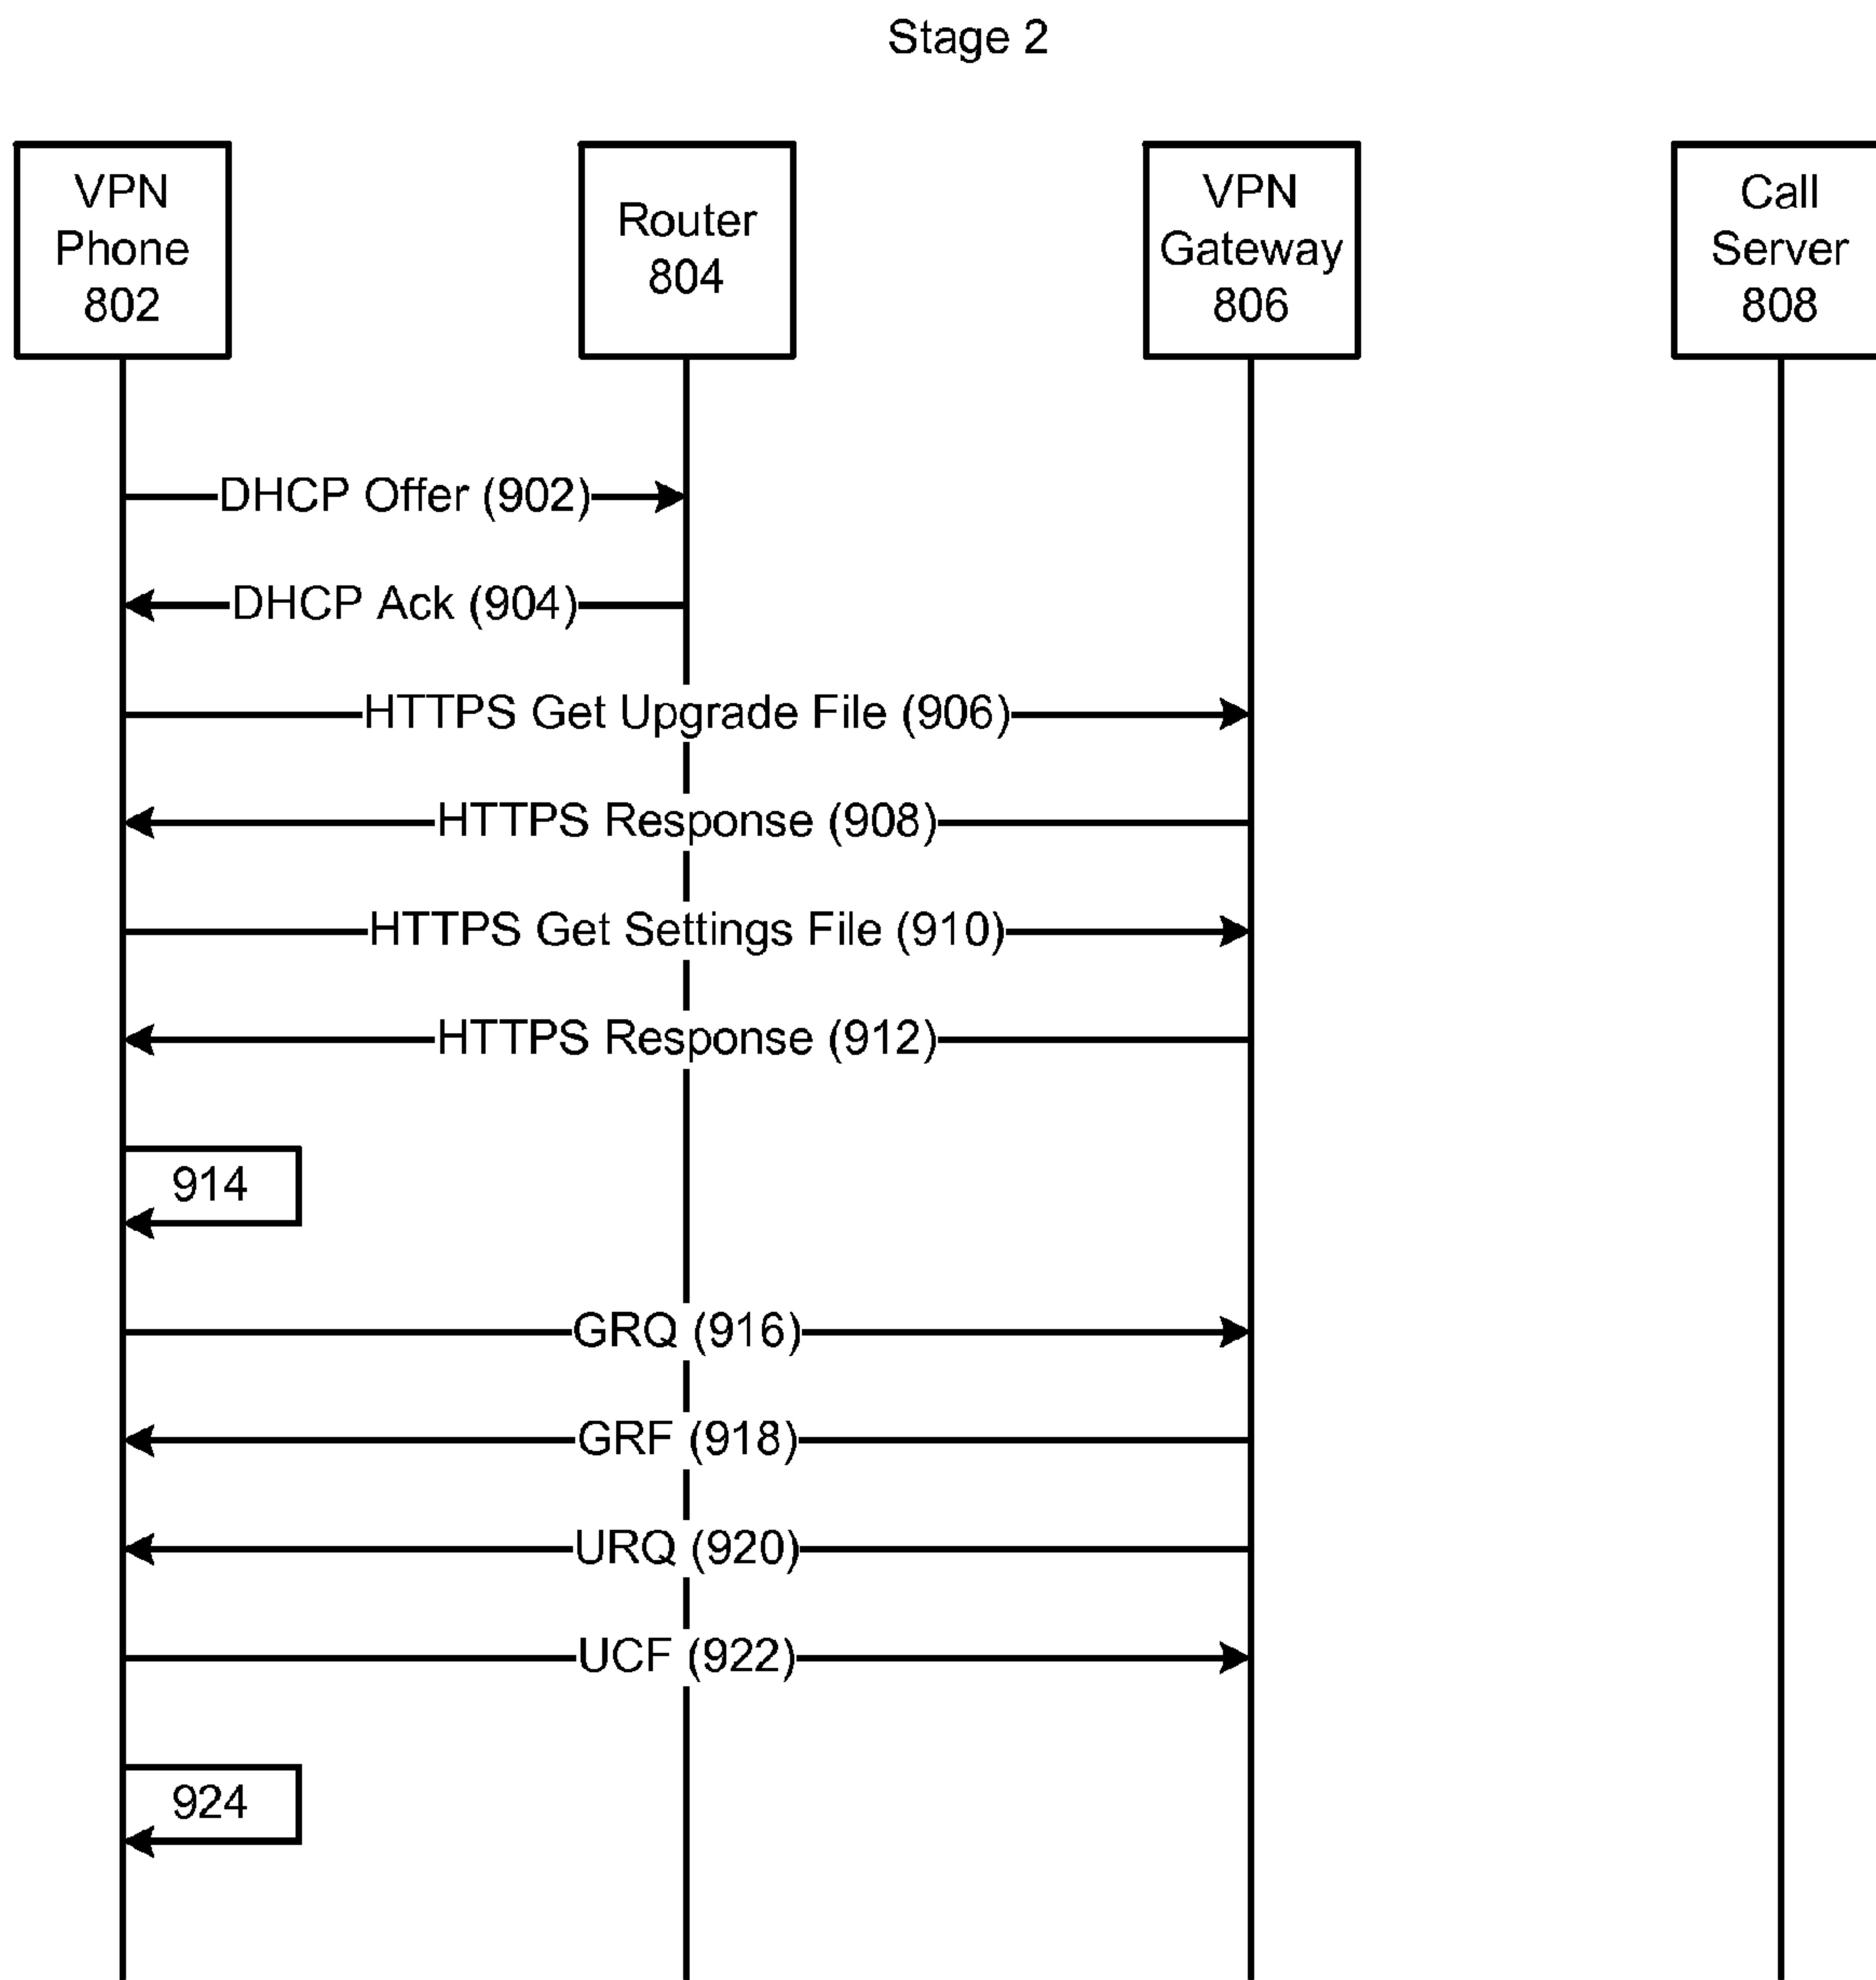 Stage 2
VPN
Phone
802
Router
804
VPN
Gateway
806
Call
Server
808
DHCP Offer (902)
DHCP Ack (904)
HTTPS Get Upgrade File (906)
HTTPS Response (908)
HTTPS Get Settings File (910)
HTTPS Response (912)
914
GRQ (916)
GRF (918)
URQ (920)
UCF (922)
924